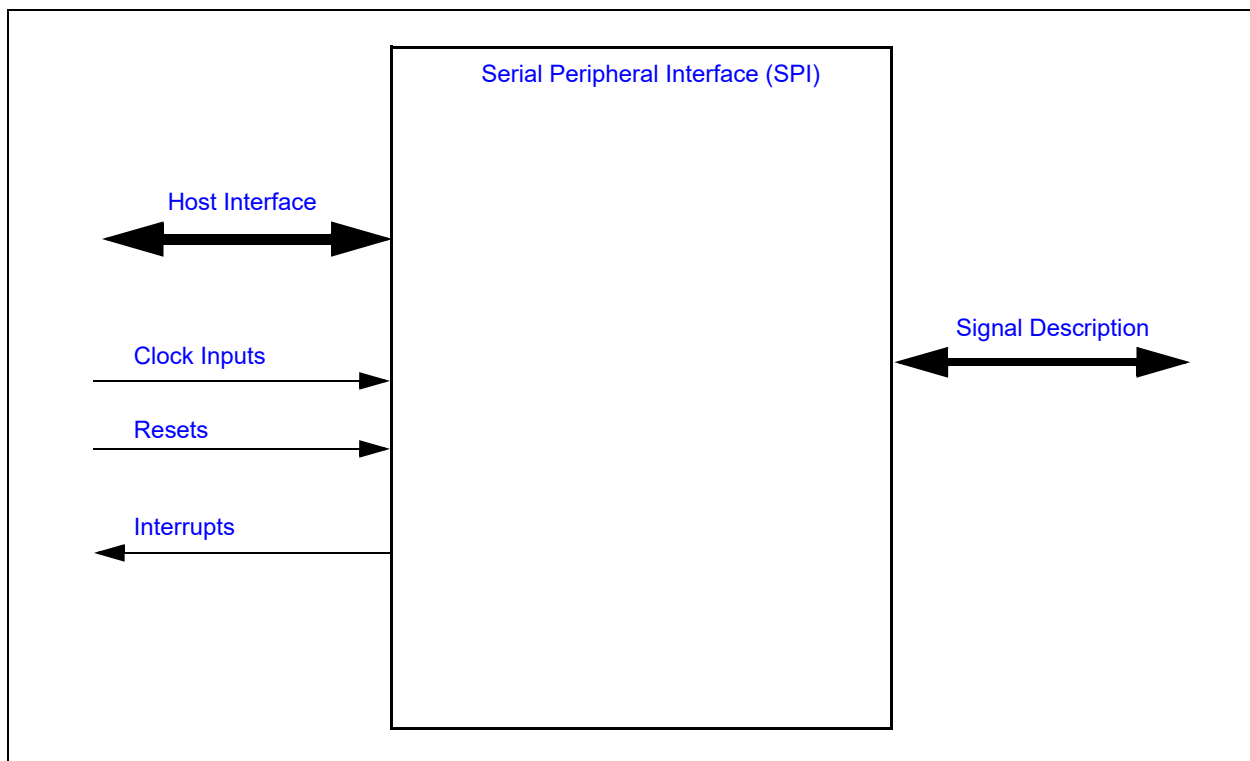 Serial Peripheral Interface (SPI)
Host Interface
Signal Description
Clock Inputs
Resets
Interrupts